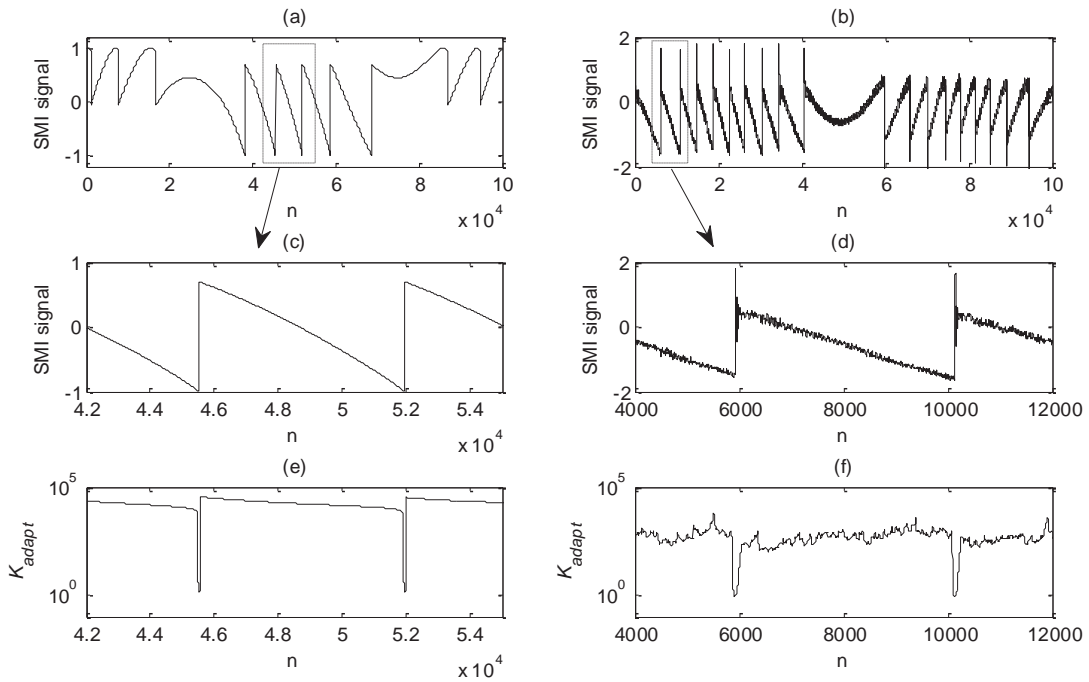 (a)
SMI signal
1
0
-1
0 2 4 6 8 10
x 10^4
n
(b)
SMI signal
2
0
-2
0 2 4 6 8 10
x 10^4
n
(c)
SMI signal
1
0
-1
4.2 4.4 4.6 4.8 5 5.2 5.4
x 10^4
n
(d)
SMI signal
2
0
-2
4000 6000 8000 10000 12000
n
(e)
K_adapt
10^5
10^0
4.2 4.4 4.6 4.8 5 5.2 5.4
x 10^4
n
(f)
K_adapt
10^5
10^0
4000 6000 8000 10000 12000
n